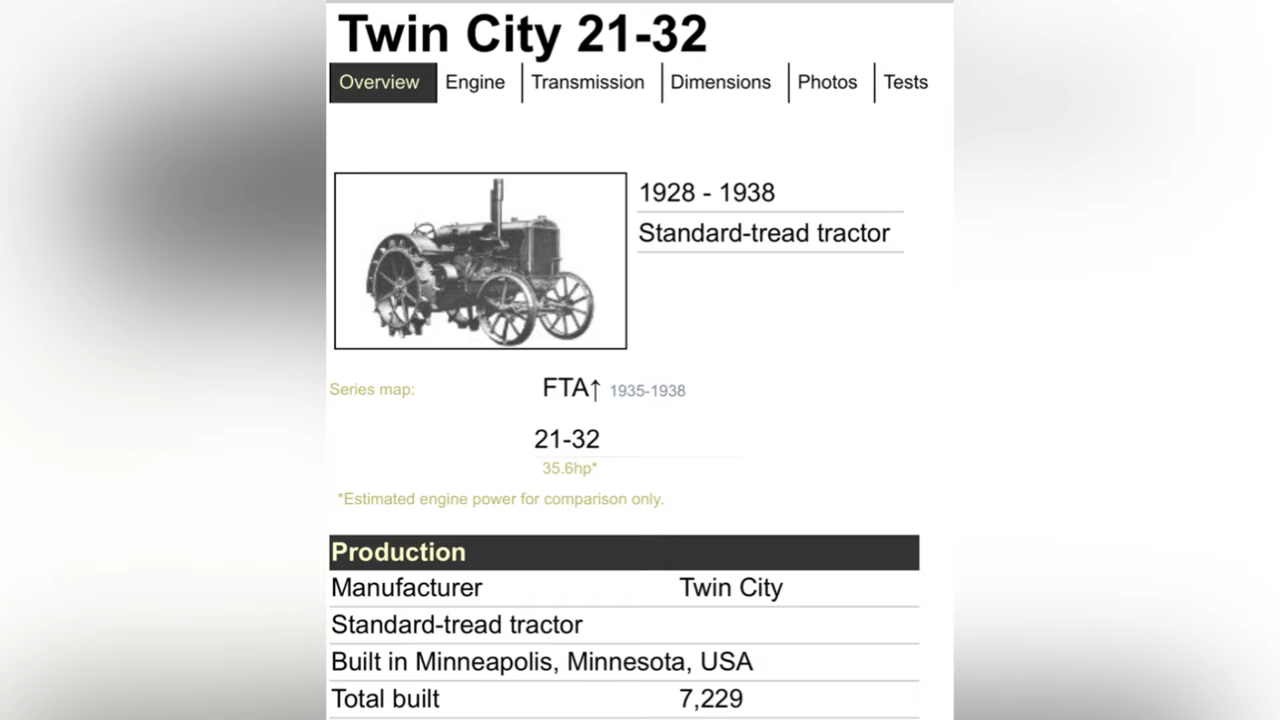 Twin City 21-32
Overview Engine Transmission Dimensions Photos Tests
1928 - 1938
Standard-tread tractor
Series map: FTA↑ 1935-1938
21-32
35.6hp*
*Estimated engine power for comparison only.
Production
Manufacturer Twin City
Standard-tread tractor
Built in Minneapolis, Minnesota, USA
Total built 7,229